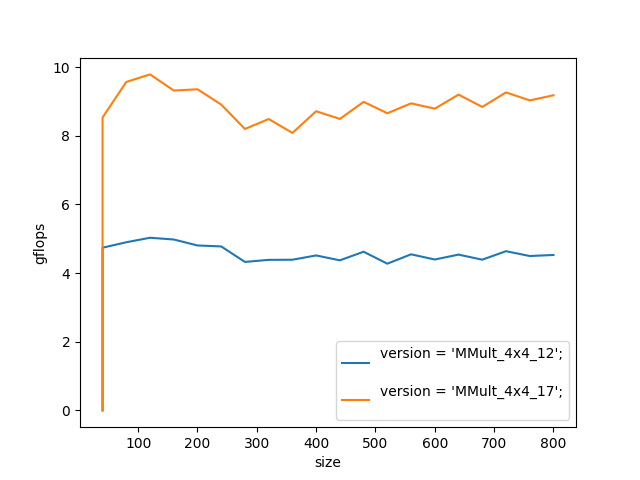 10
8
6
4
2
0
gflops
100 200 300 400 500 600 700 800
size
version = 'MMult_4x4_12';
version = 'MMult_4x4_17';